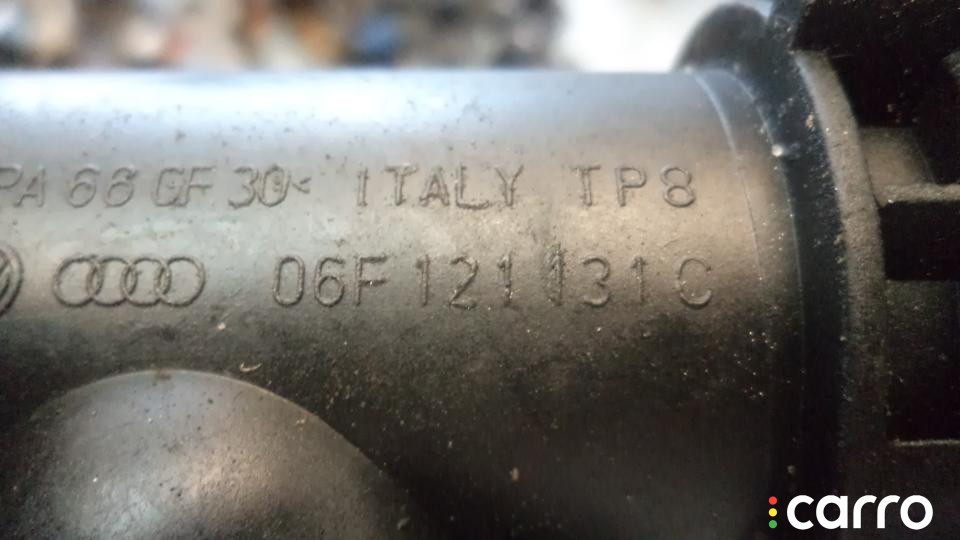 PA 66 GF 30< ITALY TP8
06F 121 131 C
carro